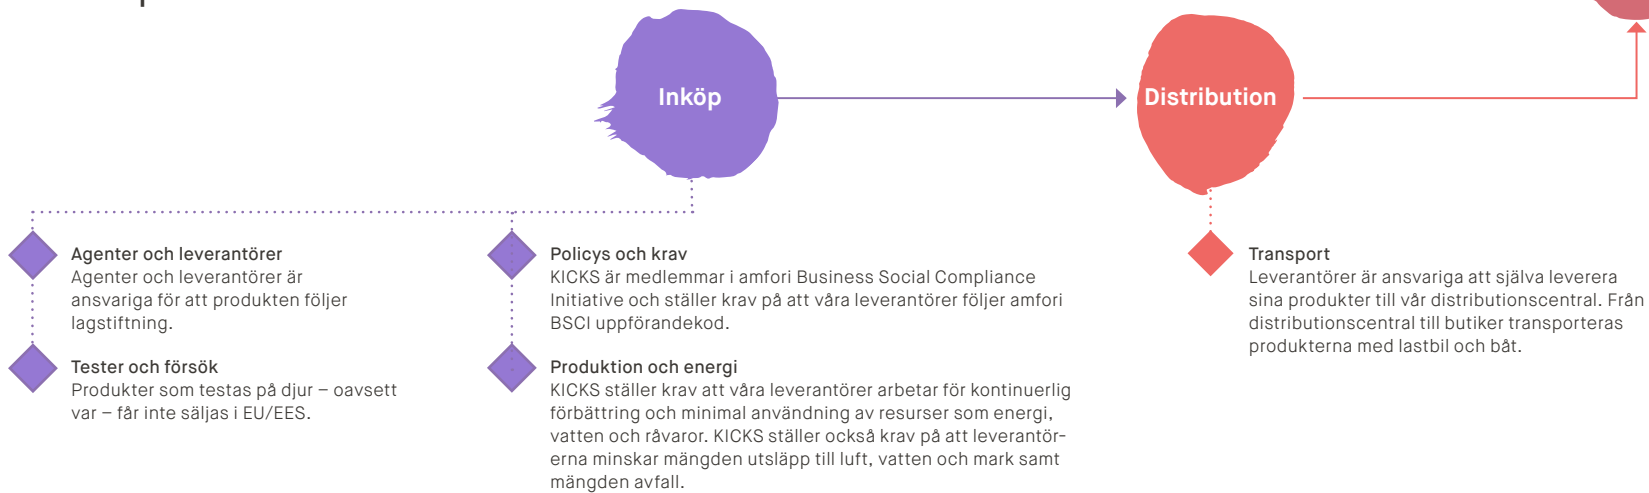 Inköp
Distribution
Agenter och leverantörer
Agenter och leverantörer är
ansvariga för att produkten följer
lagstiftning.
Tester och försök
Produkter som testas på djur – oavsett
var – får inte säljas i EU/EES.
Policys och krav
KICKS är medlemmar i amfori Business Social Compliance
Initiative och ställer krav på att våra leverantörer följer amfori
BSCI uppförandekod.
Produktion och energi
KICKS ställer krav att våra leverantörer arbetar för kontinuerlig
förbättring och minimal användning av resurser som energi,
vatten och råvaror. KICKS ställer också krav på att leverantör-
erna minskar mängden utsläpp till luft, vatten och mark samt
mängden avfall.
Transport
Leverantörer är ansvariga att själva leverera
sina produkter till vår distributionscentral. Från
distributionscentral till butiker transporteras
produkterna med lastbil och båt.